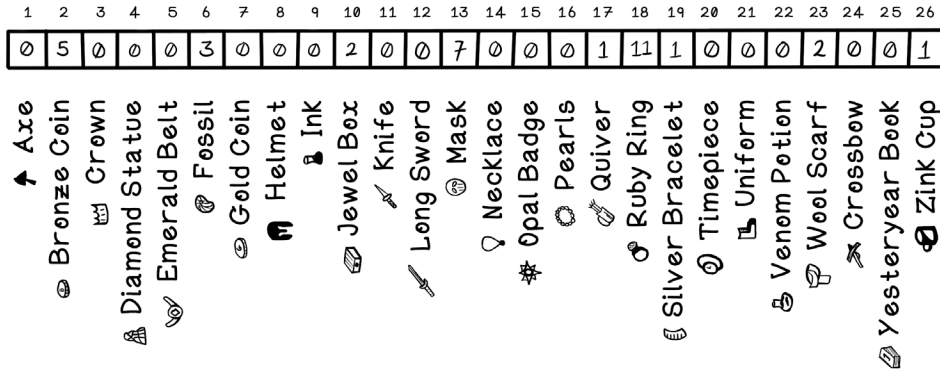 1 2 3 4 5 6 7 8 9 10 11 12 13 14 15 16 17 18 19 20 21 22 23 24 25 26
0 5 0 0 0 3 0 0 0 2 0 0 7 0 0 0 1 11 1 0 0 0 2 0 0 1
Axe
Bronze Coin
Crown
Diamond Statue
Emerald Belt
Fossil
Gold Coin
Helmet
Ink
Jewel Box
Knife
Long Sword
Mask
Necklace
Opal Badge
Pearls
Quiver
Ruby Ring
Silver Bracelet
Timepiece
Uniform
Venom Potion
Wool Scarf
Crossbow
Yesteryear Book
Zink Cup